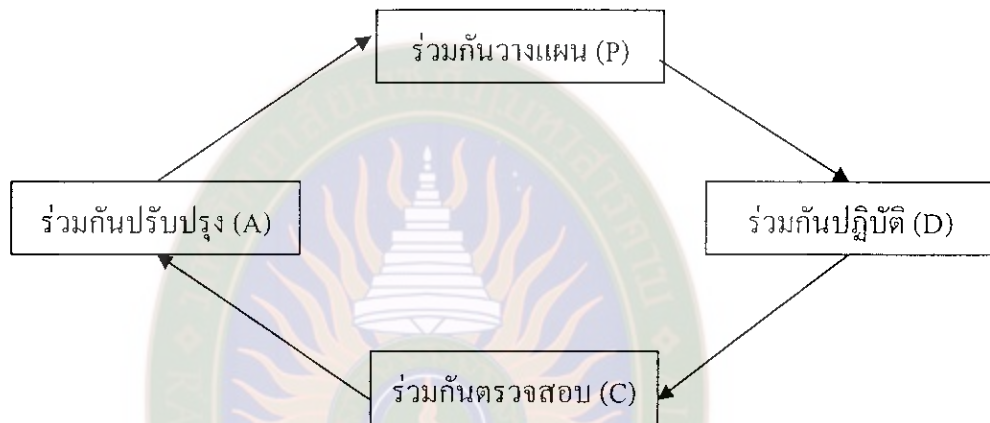 ร่วมกันวางแผน (P)
ร่วมกันปรับปรุง (A)
ร่วมกันปฏิบัติ (D)
ร่วมกันตรวจสอบ (C)